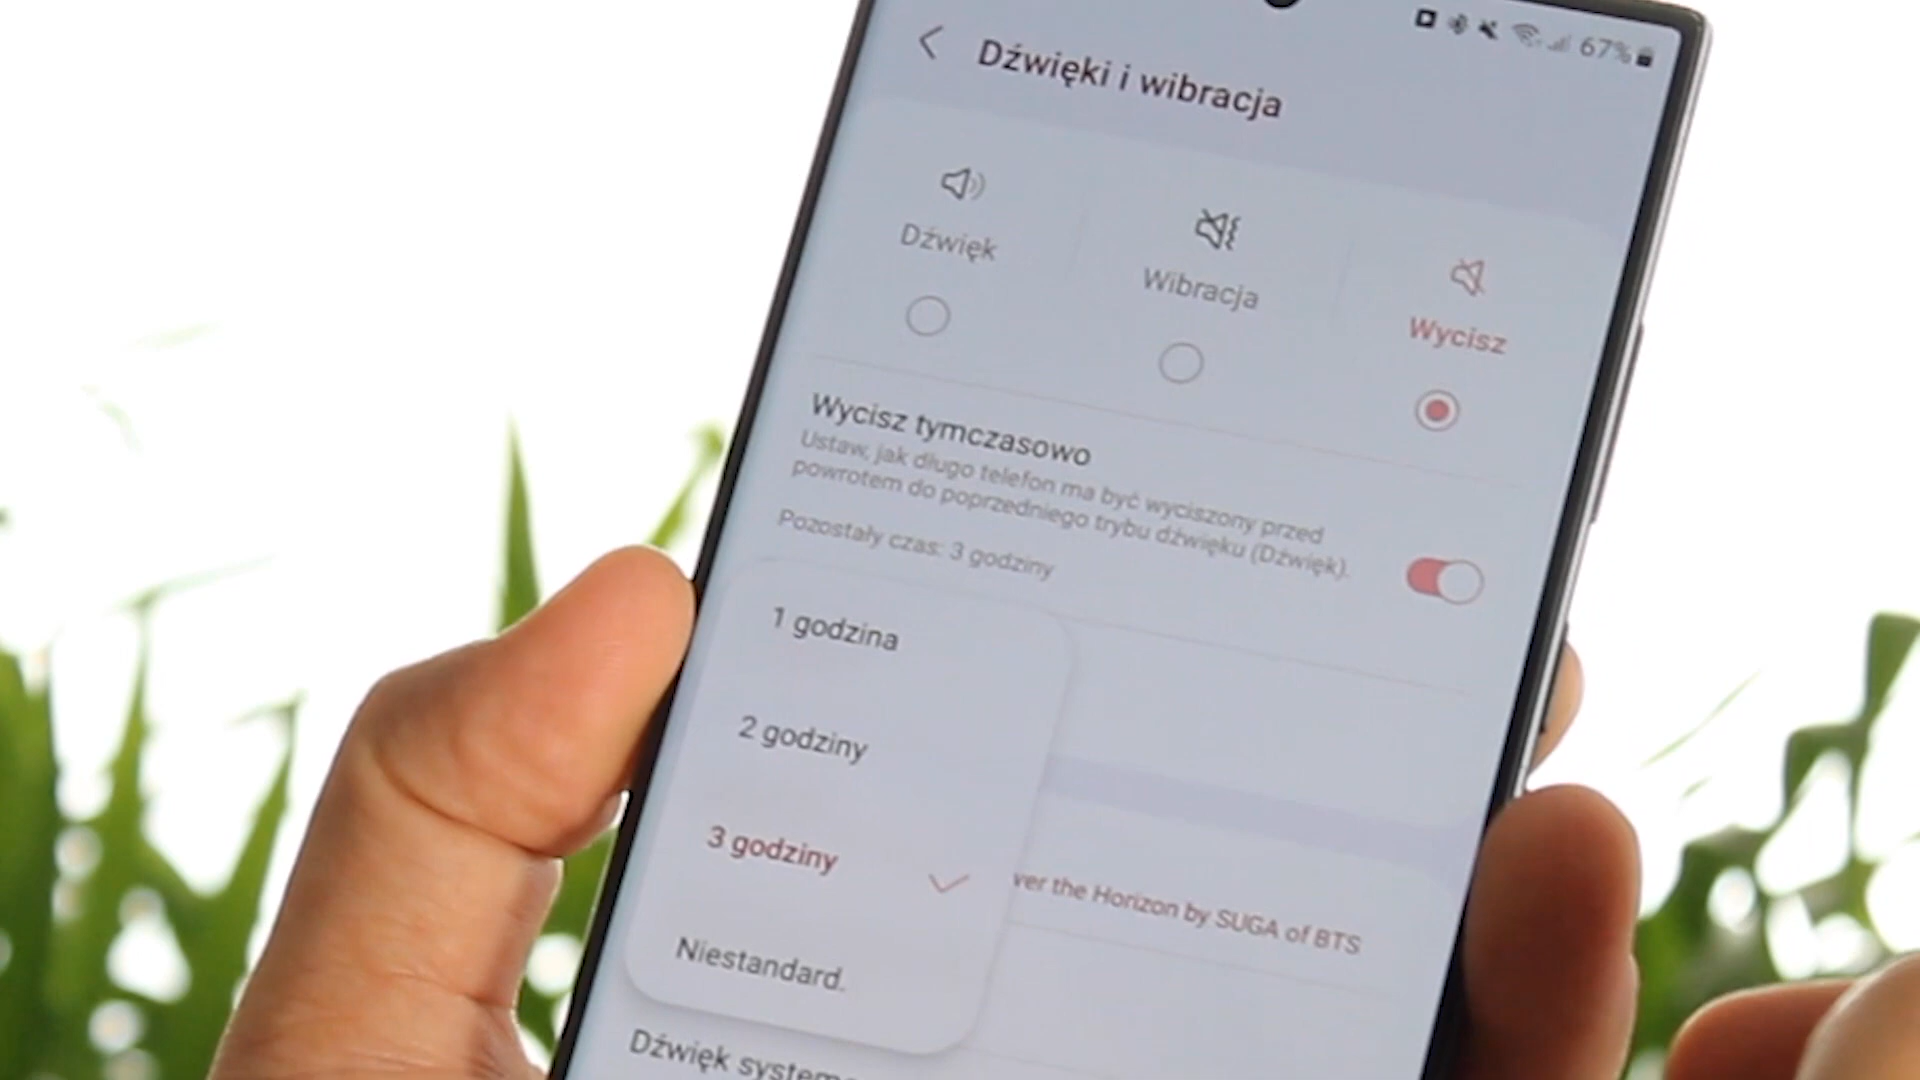 67%
Dźwięki i wibracja
Dźwięk
Wibracja
Wycisz
Wycisz tymczasowo
Ustaw, jak długo telefon ma być wyciszony przed
powrotem do poprzedniego trybu dźwięku (Dźwięk).
Pozostały czas: 3 godziny
1 godzina
2 godziny
3 godziny
ver the Horizon by SUGA of BTS
Niestandard.
Dźwięk system